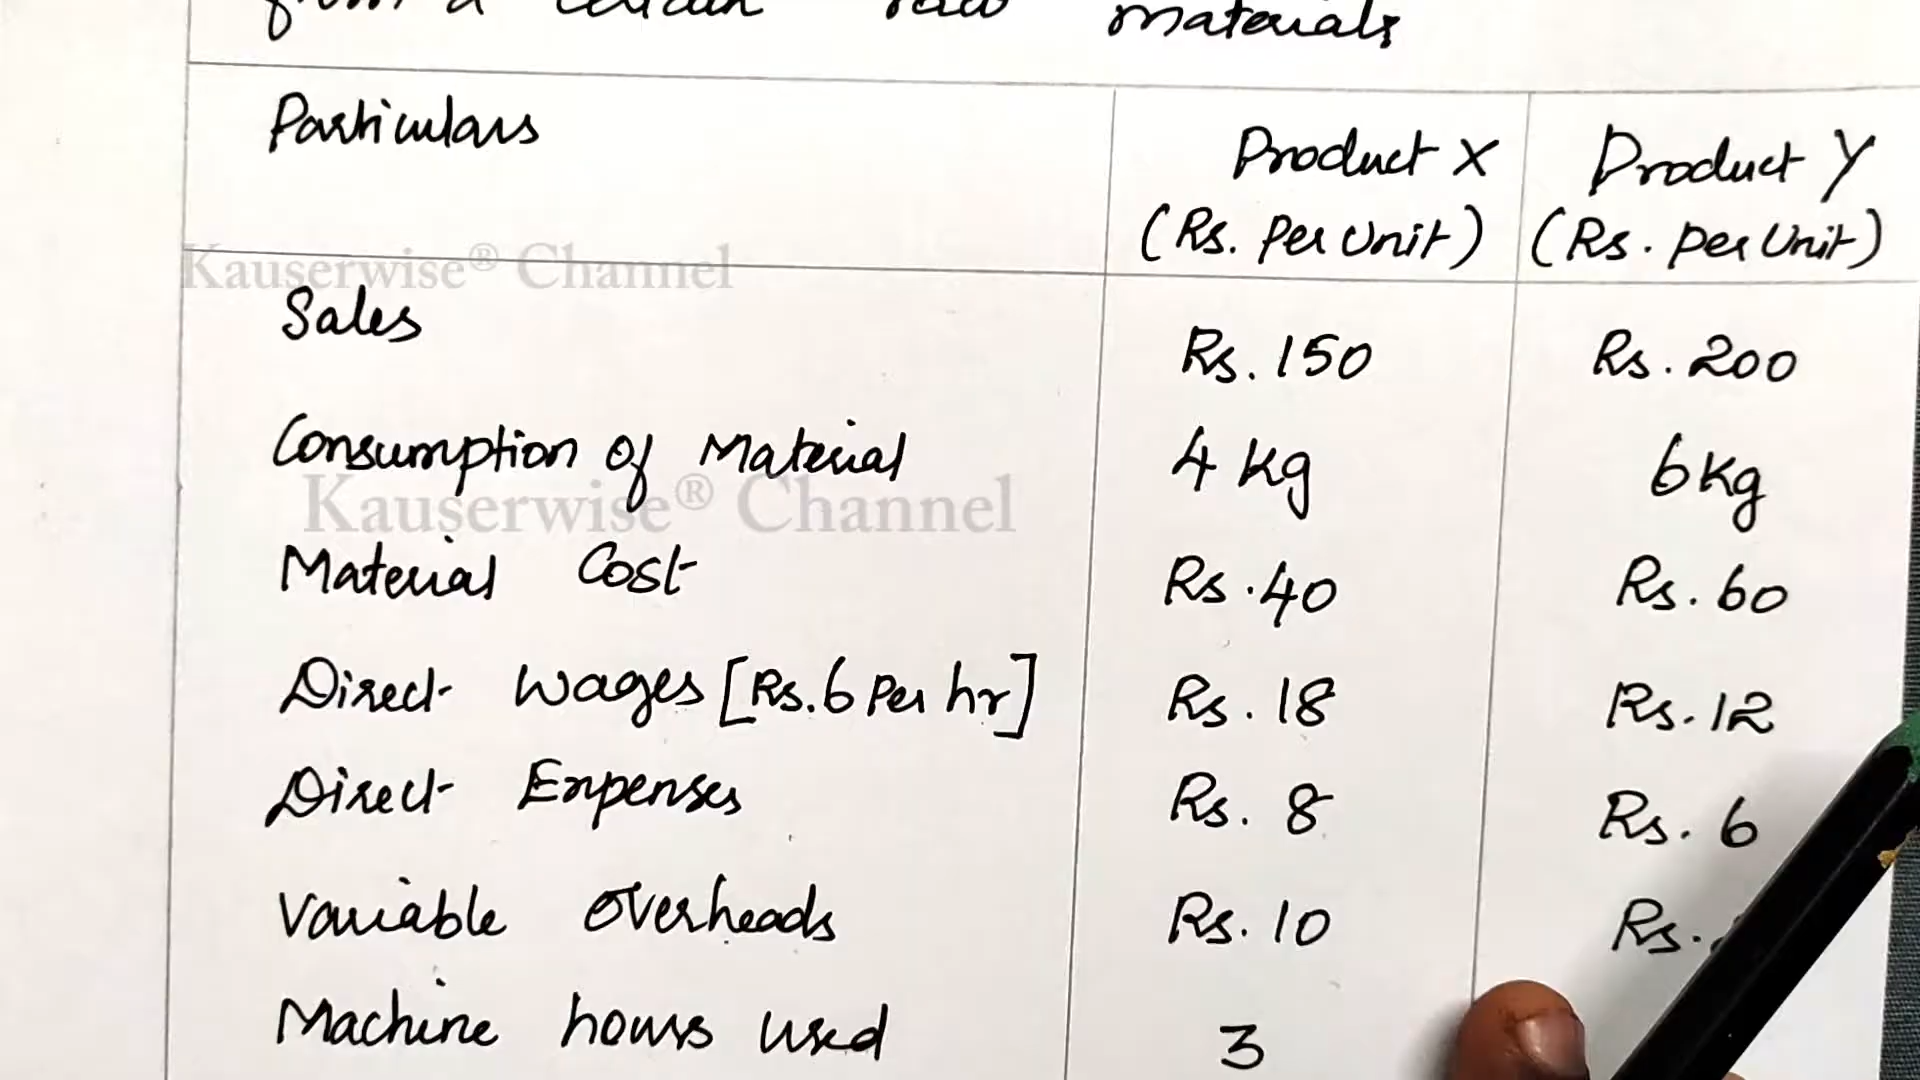 from a certain raw materials
Particulars Product X Product Y
(Rs. Per Unit) (Rs. per Unit)
Kauserwise® Channel
Sales Rs. 150 Rs. 200
Consumption of Material 4 kg 6 Kg
Kauserwise® Channel
Material Cost Rs. 40 Rs. 60
Direct Wages [Rs. 6 Per hr] Rs. 18 Rs. 12
Direct Expenses Rs. 8 Rs. 6
Variable Overheads Rs. 10 Rs.
Machine hours used 3